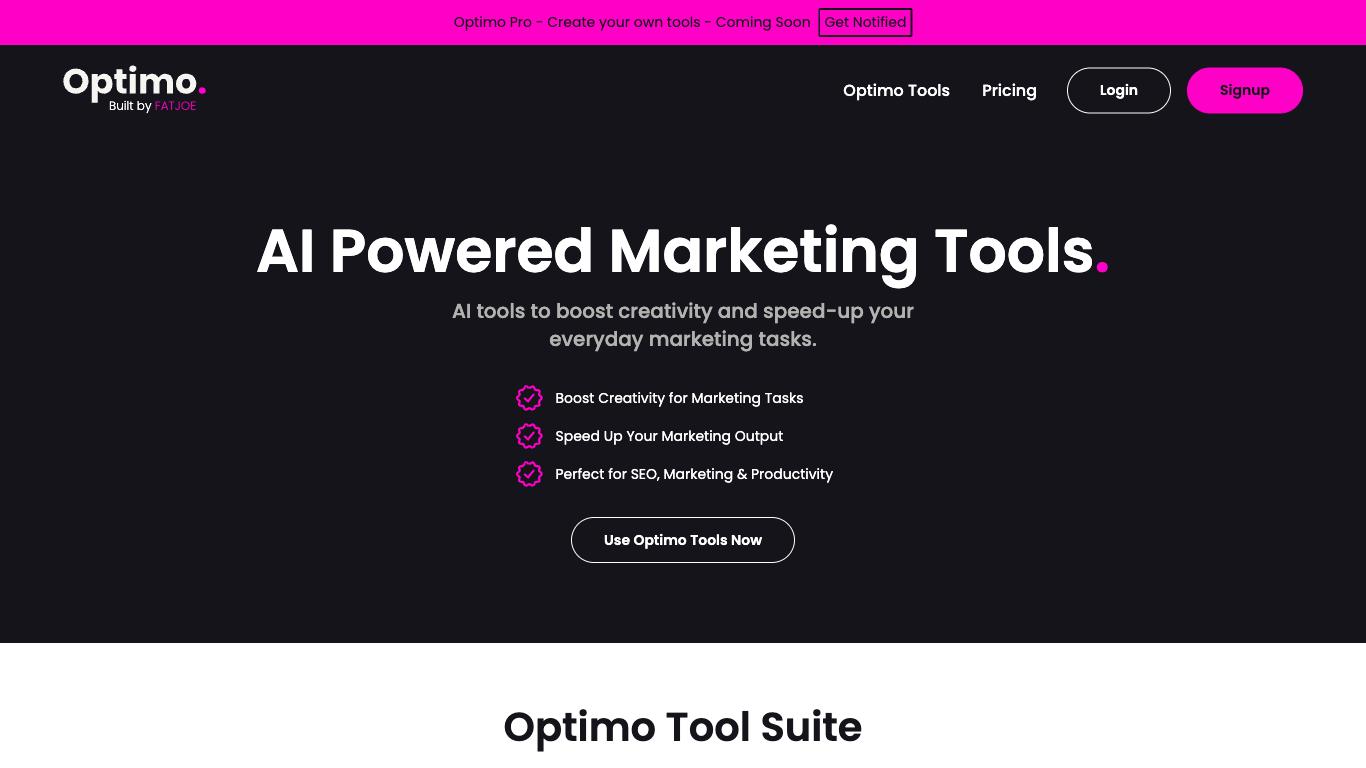 Optimo Pro - Create your own tools - Coming Soon Get Notified
Optimo.
Built by FATJOE
Optimo Tools Pricing Login Signup
AI Powered Marketing Tools.
AI tools to boost creativity and speed-up your
everyday marketing tasks.
Boost Creativity for Marketing Tasks
Speed Up Your Marketing Output
Perfect for SEO, Marketing & Productivity
Use Optimo Tools Now
Optimo Tool Suite